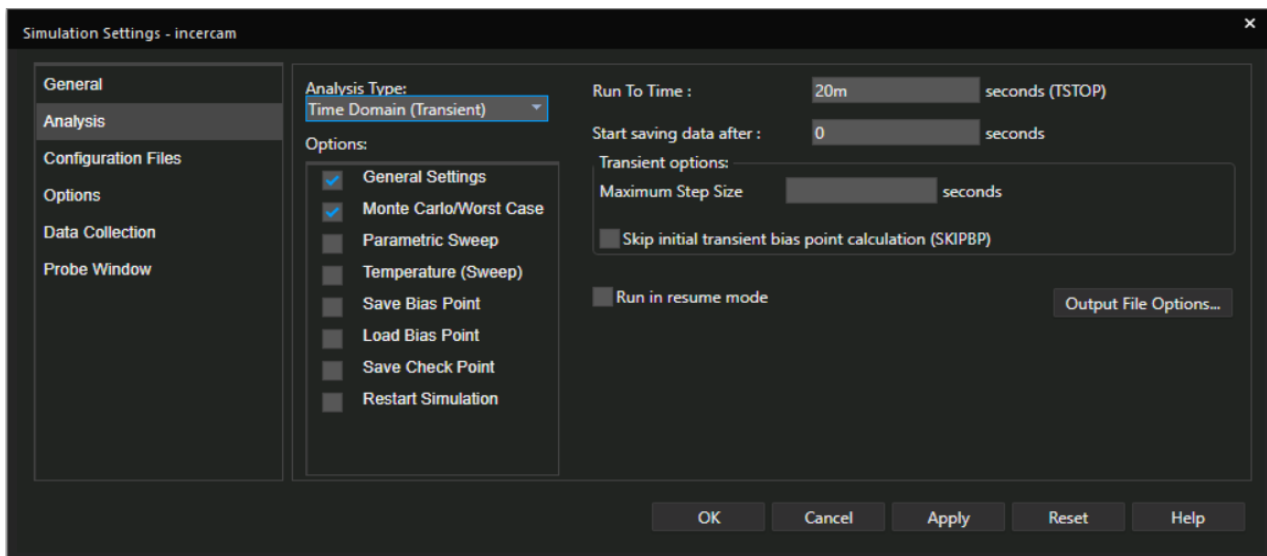 Simulation Settings - incercam
×
General
Analysis
Configuration Files
Options
Data Collection
Probe Window
Analysis Type:
Time Domain (Transient)
Options:
General Settings
Monte Carlo/Worst Case
Parametric Sweep
Temperature (Sweep)
Save Bias Point
Load Bias Point
Save Check Point
Restart Simulation
Run To Time : 20m seconds (TSTOP)
Start saving data after : 0 seconds
Transient options:
Maximum Step Size seconds
Skip initial transient bias point calculation (SKIPBP)
Run in resume mode
Output File Options...
OK Cancel Apply Reset Help